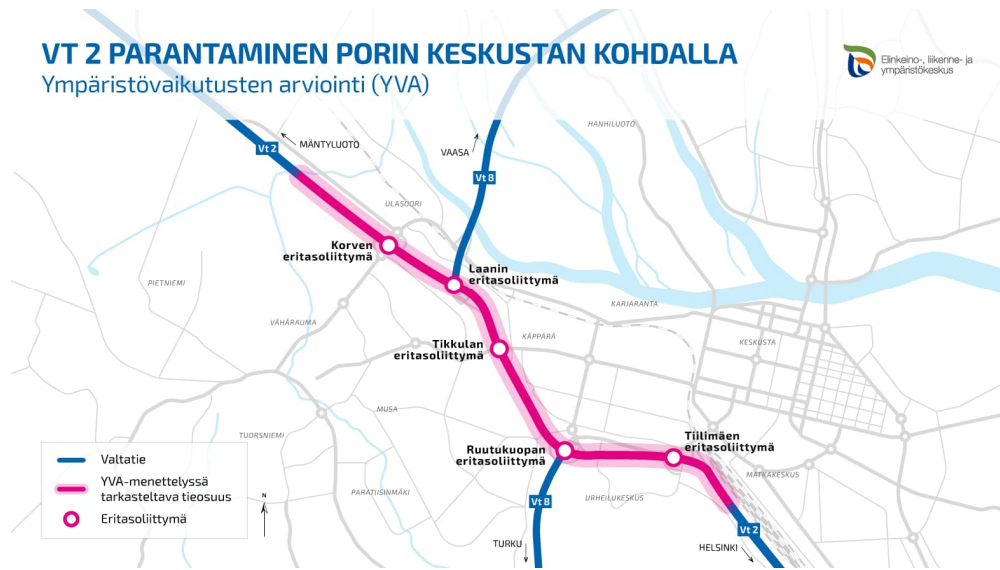 VT 2 PARANTAMINEN PORIN KESKUSTAN KOHDALLA
Ympäristövaikutusten arviointi (YVA)
Elinkeino-, liikenne- ja
ympäristökeskus
HANHILUOTO
Vt 2
MÄNTYLUOTO
VAASA
Vt 8
ULASOORI
Korven
eritasoliittymä
Laanin
eritasoliittymä
PIETNIEMI
KARJARANTA
VÄHÄRAUMA
Tikkulan
eritasoliittymä
KÄPPÄRÄ
KESKUSTA
MUSA
TUORSNIEMI
Ruutukuopan
eritasoliittymä
Tiilimäen
eritasoliittymä
MATKAKESKUS
PARATIISINMÄKI
URHEILUKESKUS
Vt 8
Vt 2
TURKU
HELSINKI
Valtatie
YVA-menettelyssä
tarkasteltava tieosuus
Eritasoliittymä
N